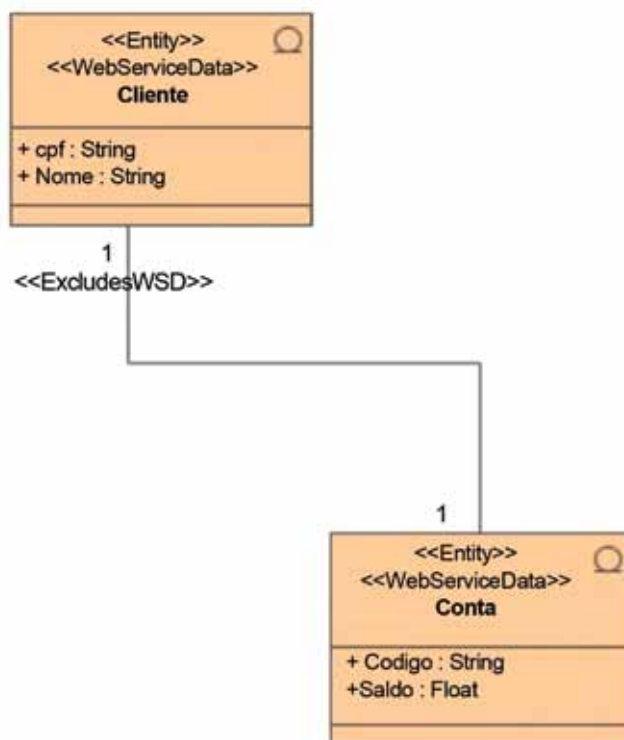 <<Entity>>
<<WebServiceData>>
Cliente
+ cpf : String
+ Nome : String
1
<<ExcludesWSD>>
1
<<Entity>>
<<WebServiceData>>
Conta
+ Codigo : String
+Saldo : Float